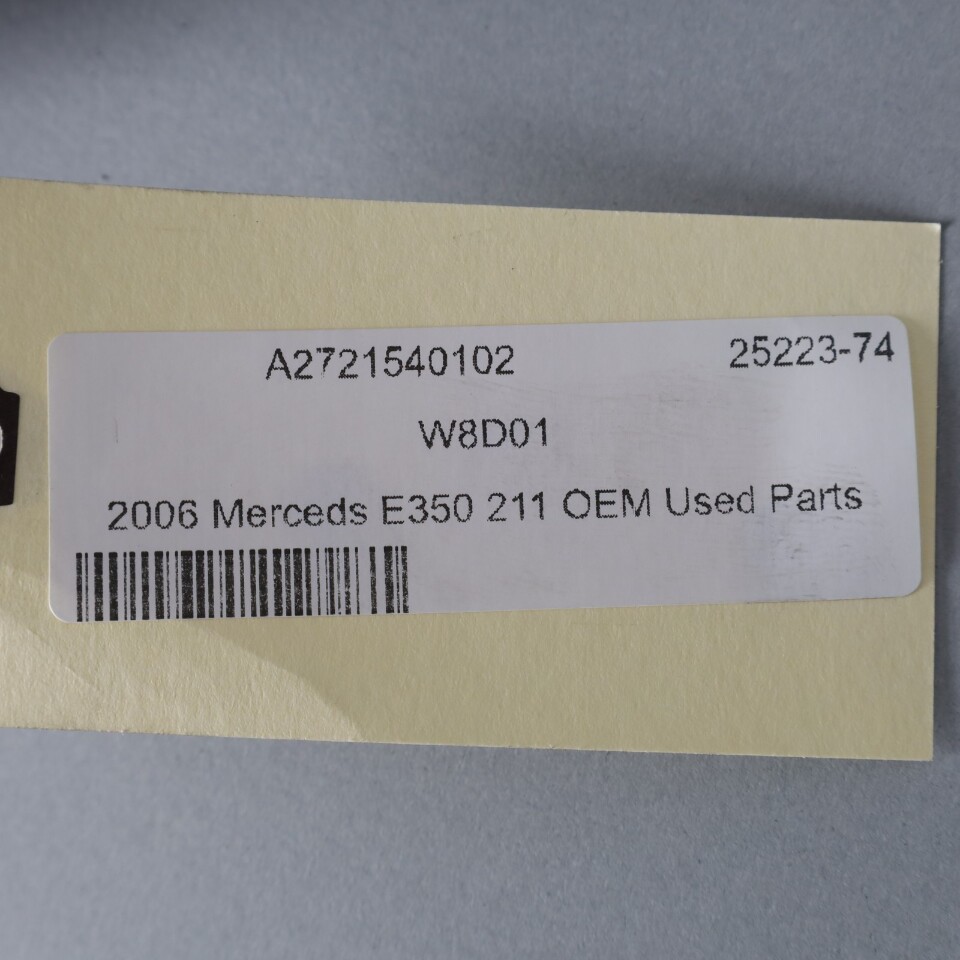 A2721540102 25223-74
W8D01
2006 Merceds E350 211 OEM Used Parts